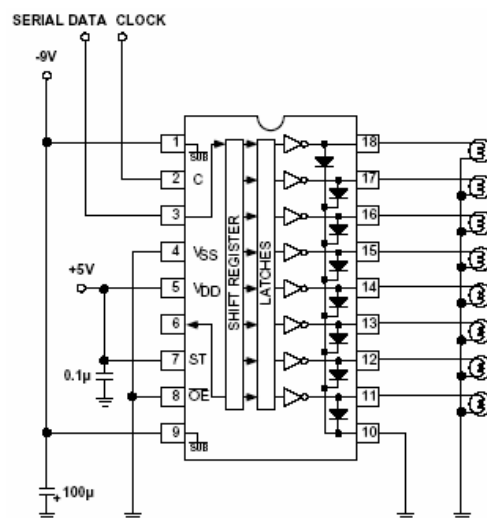 SERIAL DATA CLOCK
-9V
1 SUB 18
2 C 17
3 16
4 VSS 15
+5V 5 VDD 14
6 13
7 ST 12
0.1µ
8 OE 11
9 SUB 10
+ 100µ
SHIFT REGISTER
LATCHES